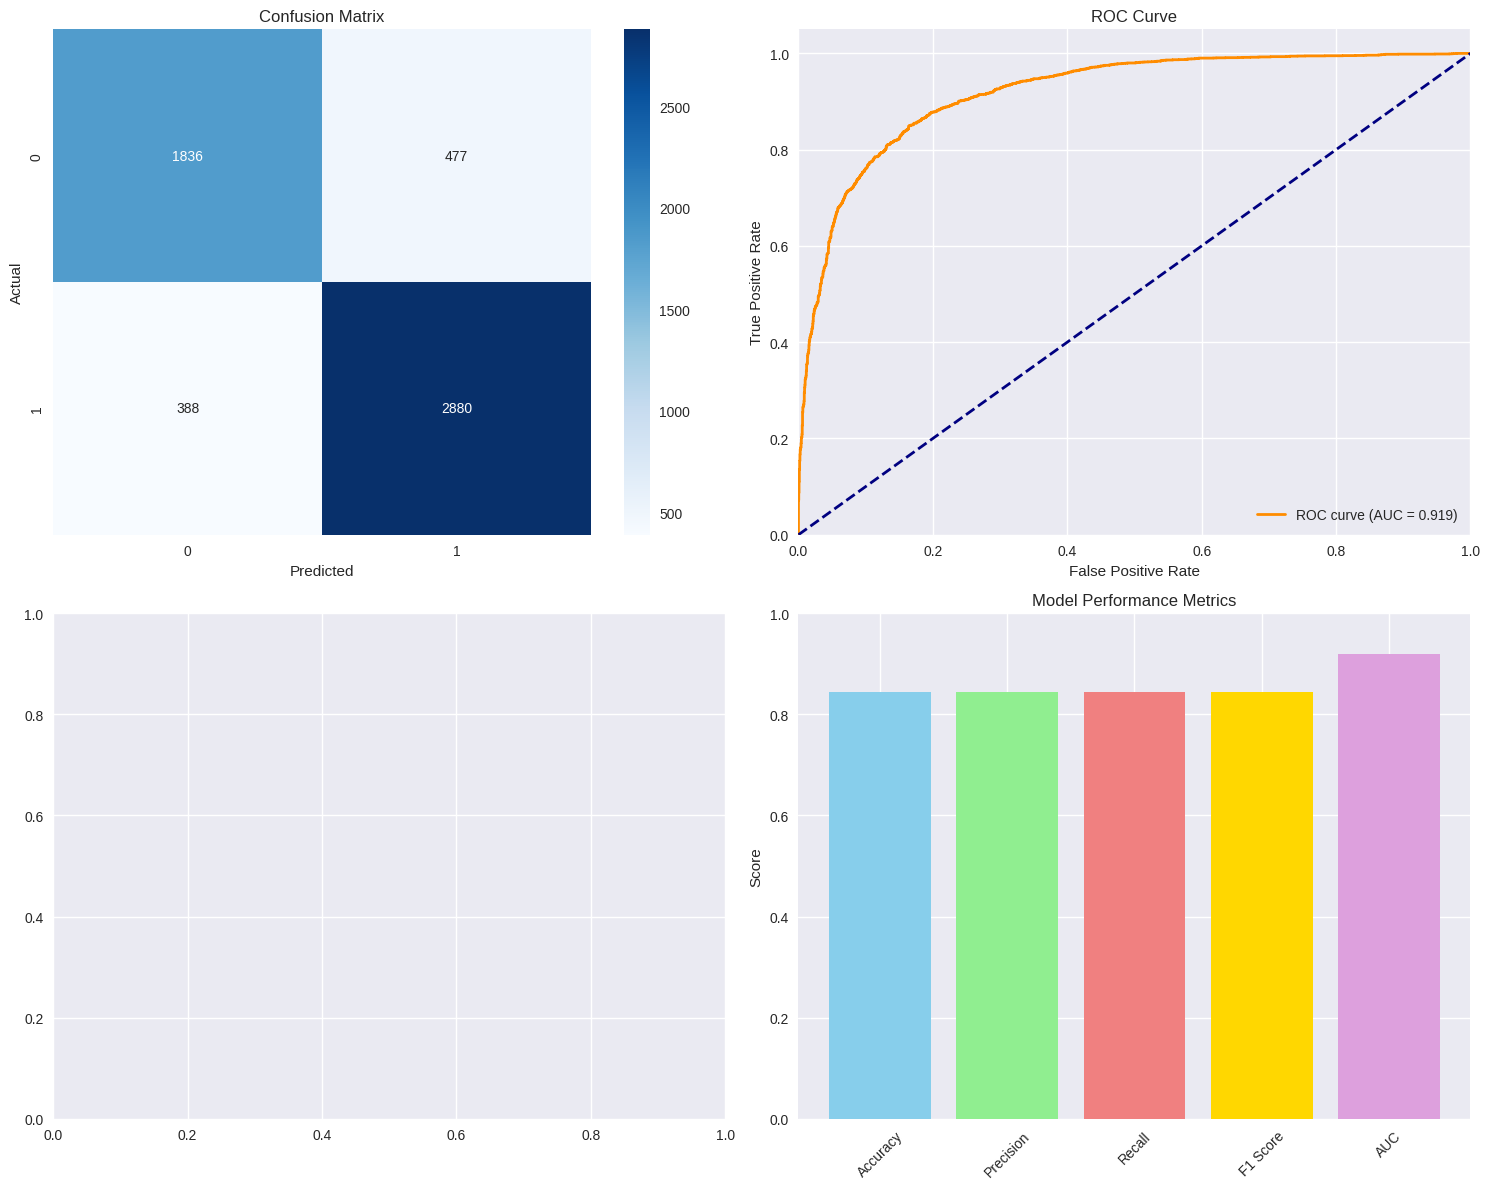 Confusion Matrix
Actual
0
1
1836
477
388
2880
0
1
Predicted
2500
2000
1500
1000
500
ROC Curve
True Positive Rate
1.0
0.8
0.6
0.4
0.2
0.0
0.0 0.2 0.4 0.6 0.8 1.0
False Positive Rate
ROC curve (AUC = 0.919)
1.0
0.8
0.6
0.4
0.2
0.0
0.0 0.2 0.4 0.6 0.8 1.0
Model Performance Metrics
Score
1.0
0.8
0.6
0.4
0.2
0.0
Accuracy
Precision
Recall
F1 Score
AUC